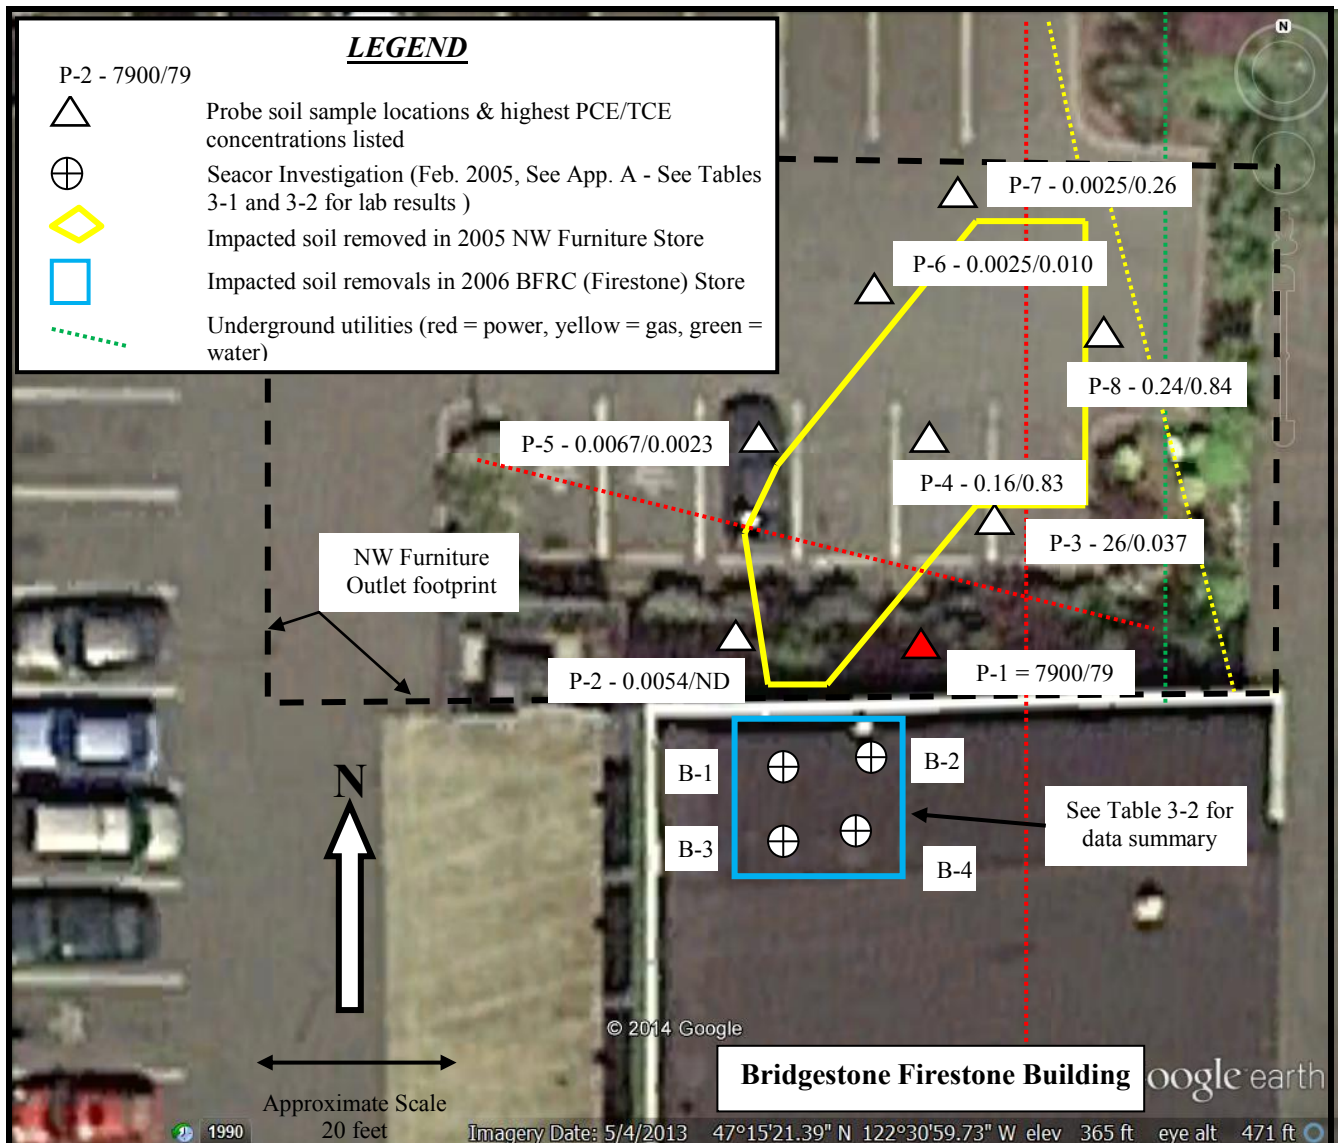 LEGEND
P-2 - 7900/79
Probe soil sample locations & highest PCE/TCE
concentrations listed
Seacor Investigation (Feb. 2005, See App. A - See Tables
3-1 and 3-2 for lab results )
Impacted soil removed in 2005 NW Furniture Store
Impacted soil removals in 2006 BFRC (Firestone) Store
Underground utilities (red = power, yellow = gas, green =
water)
N
P-7 - 0.0025/0.26
P-6 - 0.0025/0.010
P-8 - 0.24/0.84
P-5 - 0.0067/0.0023
P-4 - 0.16/0.83
P-3 - 26/0.037
NW Furniture
Outlet footprint
P-2 - 0.0054/ND
P-1 = 7900/79
B-1
B-2
B-3
B-4
See Table 3-2 for
data summary
N
© 2014 Google
Bridgestone Firestone Building
oogle earth
Approximate Scale
20 feet
1990
Imagery Date: 5/4/2013 47°15'21.39" N 122°30'59.73" W elev 365 ft eye alt 471 ft